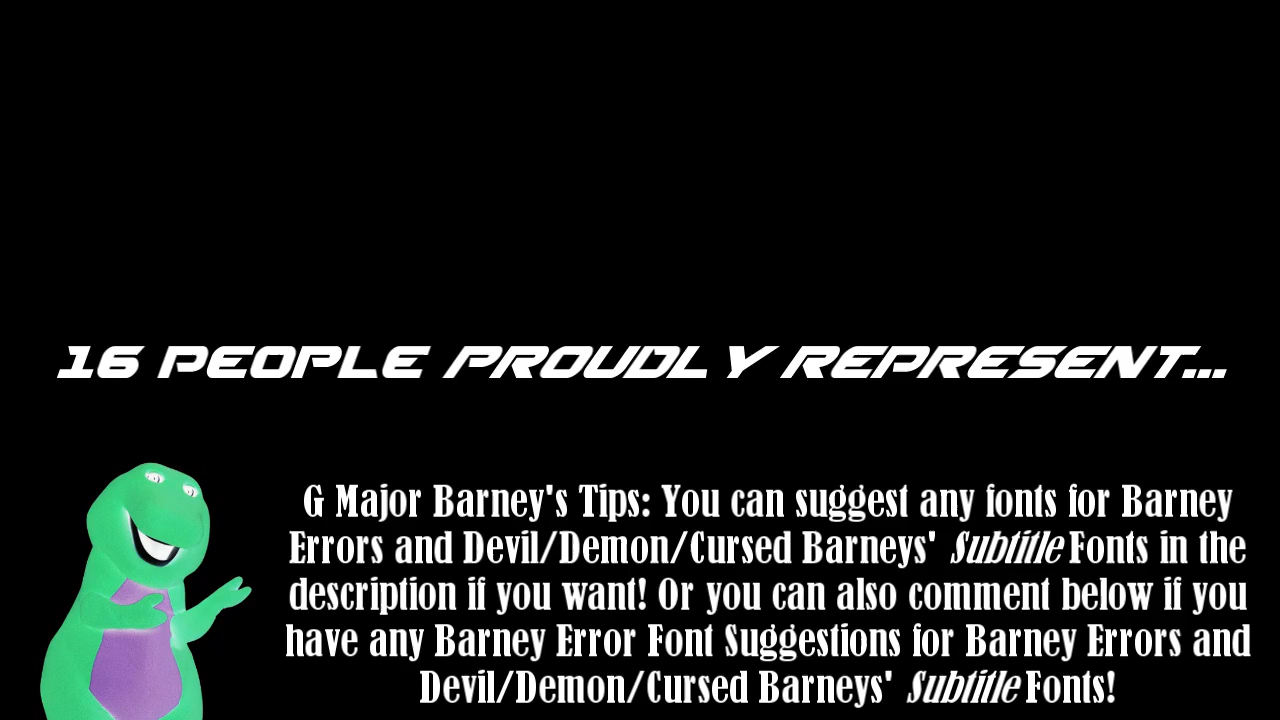 16 PEOPLE PROUDLY REPRESENT...
G Major Barney's Tips: You can suggest any fonts for Barney
Errors and Devil/Demon/Cursed Barneys' Subtitle Fonts in the
description if you want! Or you can also comment below if you
have any Barney Error Font Suggestions for Barney Errors and
Devil/Demon/Cursed Barneys' Subtitle Fonts!